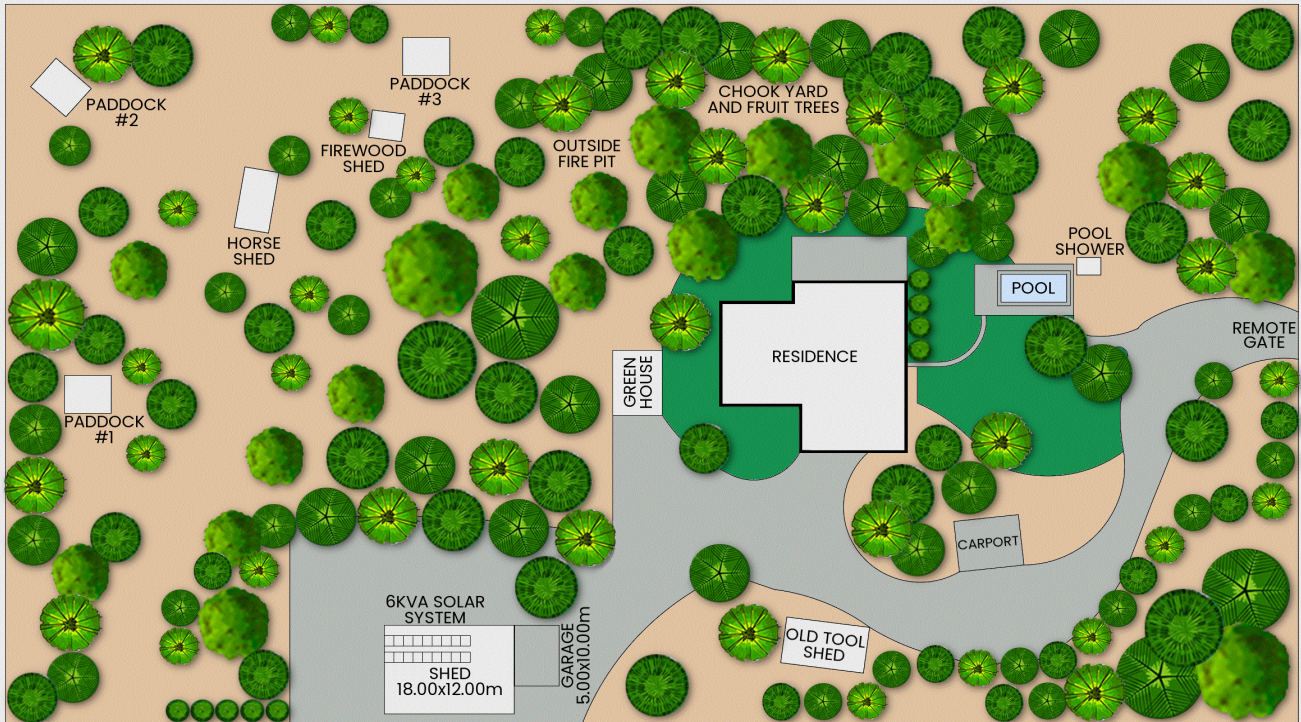 PADDOCK
#2
PADDOCK
#3
FIREWOOD
SHED
HORSE
SHED
OUTSIDE
FIRE PIT
CHOOK YARD
AND FRUIT TREES
POOL
SHOWER
POOL
REMOTE
GATE
RESIDENCE
GREEN
HOUSE
PADDOCK
#1
CARPORT
6KVA SOLAR
SYSTEM
SHED
18.00x12.00m
GARAGE
5.00x10.00m
OLD TOOL
SHED